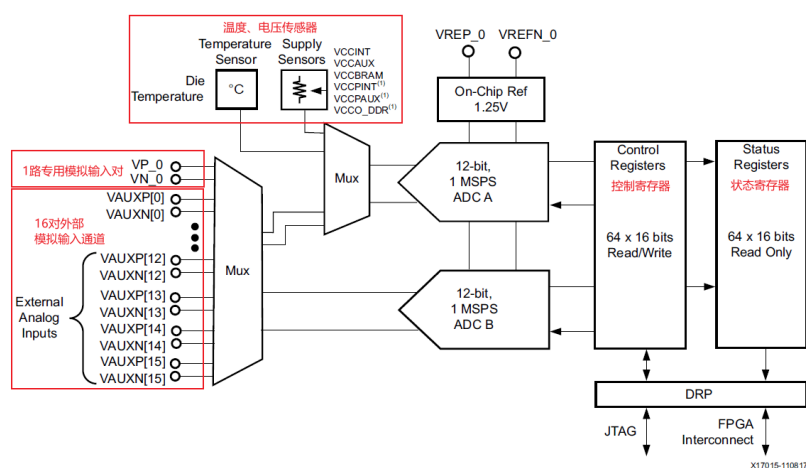 温度、电压传感器
Temperature
Sensor
Supply
Sensors
Die
Temperature
°C
VCCINT
VCCAUX
VCCBRAM
VCCPINT(1)
VCCPAUX(1)
VCCO_DDR(1)
VREP_0
VREFN_0
On-Chip Ref
1.25V
1路专用模拟输入对
VP_0
VN_0
16对外部
模拟输入通道
VAUXP[0]
VAUXN[0]
VAUXP[12]
VAUXN[12]
VAUXP[13]
VAUXN[13]
VAUXP[14]
VAUXN[14]
VAUXP[15]
VAUXN[15]
External
Analog
Inputs
Mux
Mux
12-bit,
1 MSPS
ADC A
12-bit,
1 MSPS
ADC B
Control
Registers
控制寄存器
64 x 16 bits
Read/Write
Status
Registers
状态寄存器
64 x 16 bits
Read Only
DRP
JTAG
FPGA
Interconnect
X17015-110817